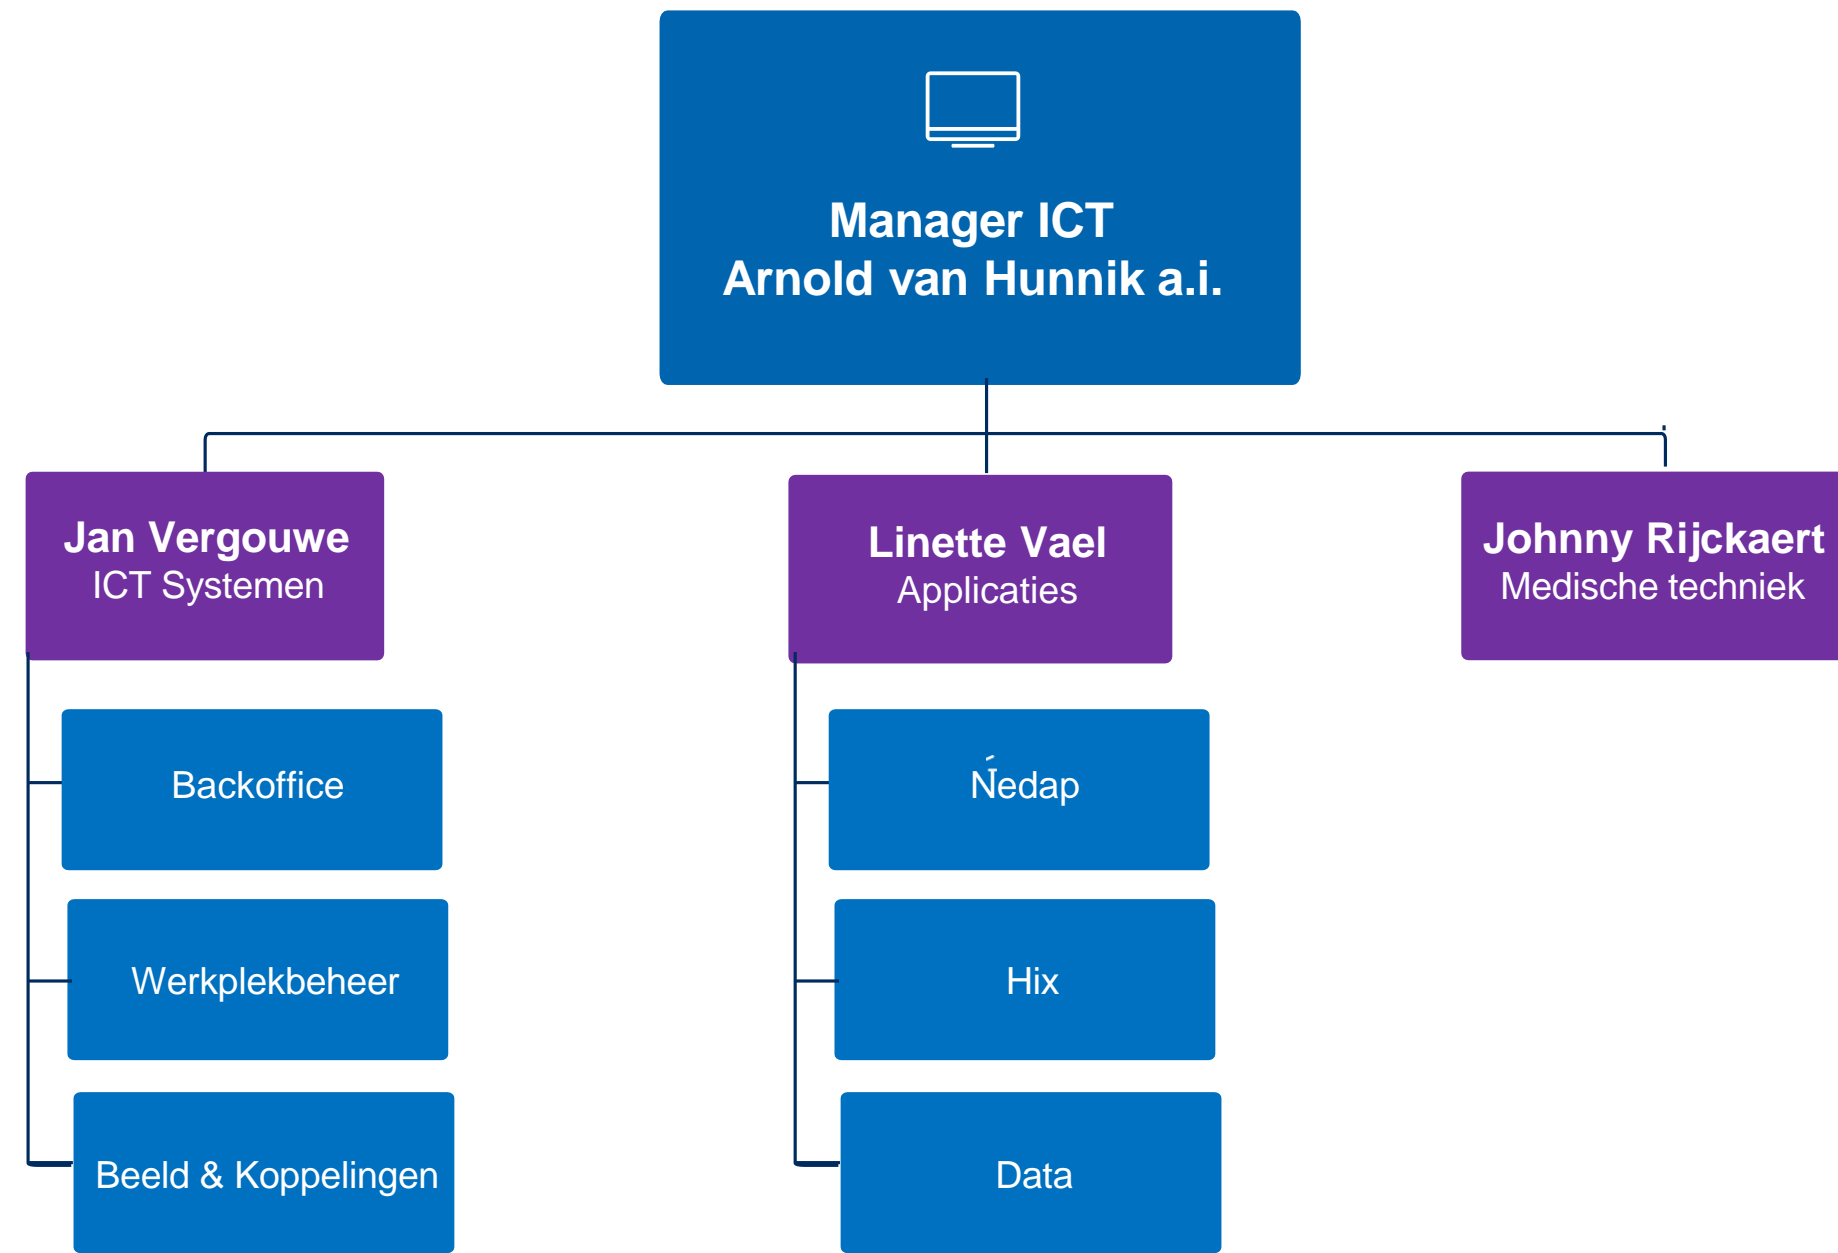 Manager ICT
Arnold van Hunnik a.i.
Jan Vergouwe
ICT Systemen
Linette Vael
Applicaties
Johnny Rijckaert
Medische techniek
Backoffice
Werkplekbeheer
Beeld & Koppelingen
Nedap
Hix
Data